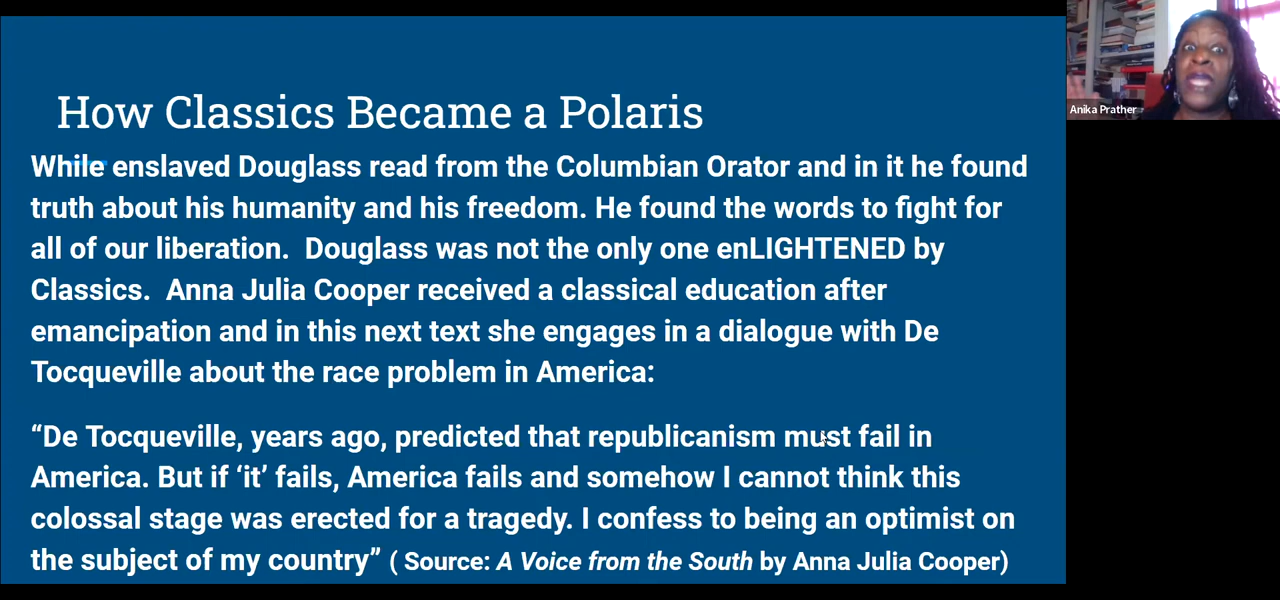 How Classics Became a Polaris
While enslaved Douglass read from the Columbian Orator and in it he found
truth about his humanity and his freedom. He found the words to fight for
all of our liberation.  Douglass was not the only one enLIGHTENED by
Classics.  Anna Julia Cooper received a classical education after
emancipation and in this next text she engages in a dialogue with De
Tocqueville about the race problem in America:
“De Tocqueville, years ago, predicted that republicanism must fail in
America. But if ‘it’ fails, America fails and somehow I cannot think this
colossal stage was erected for a tragedy. I confess to being an optimist on
the subject of my country” ( Source: A Voice from the South by Anna Julia Cooper)
Anika Prather